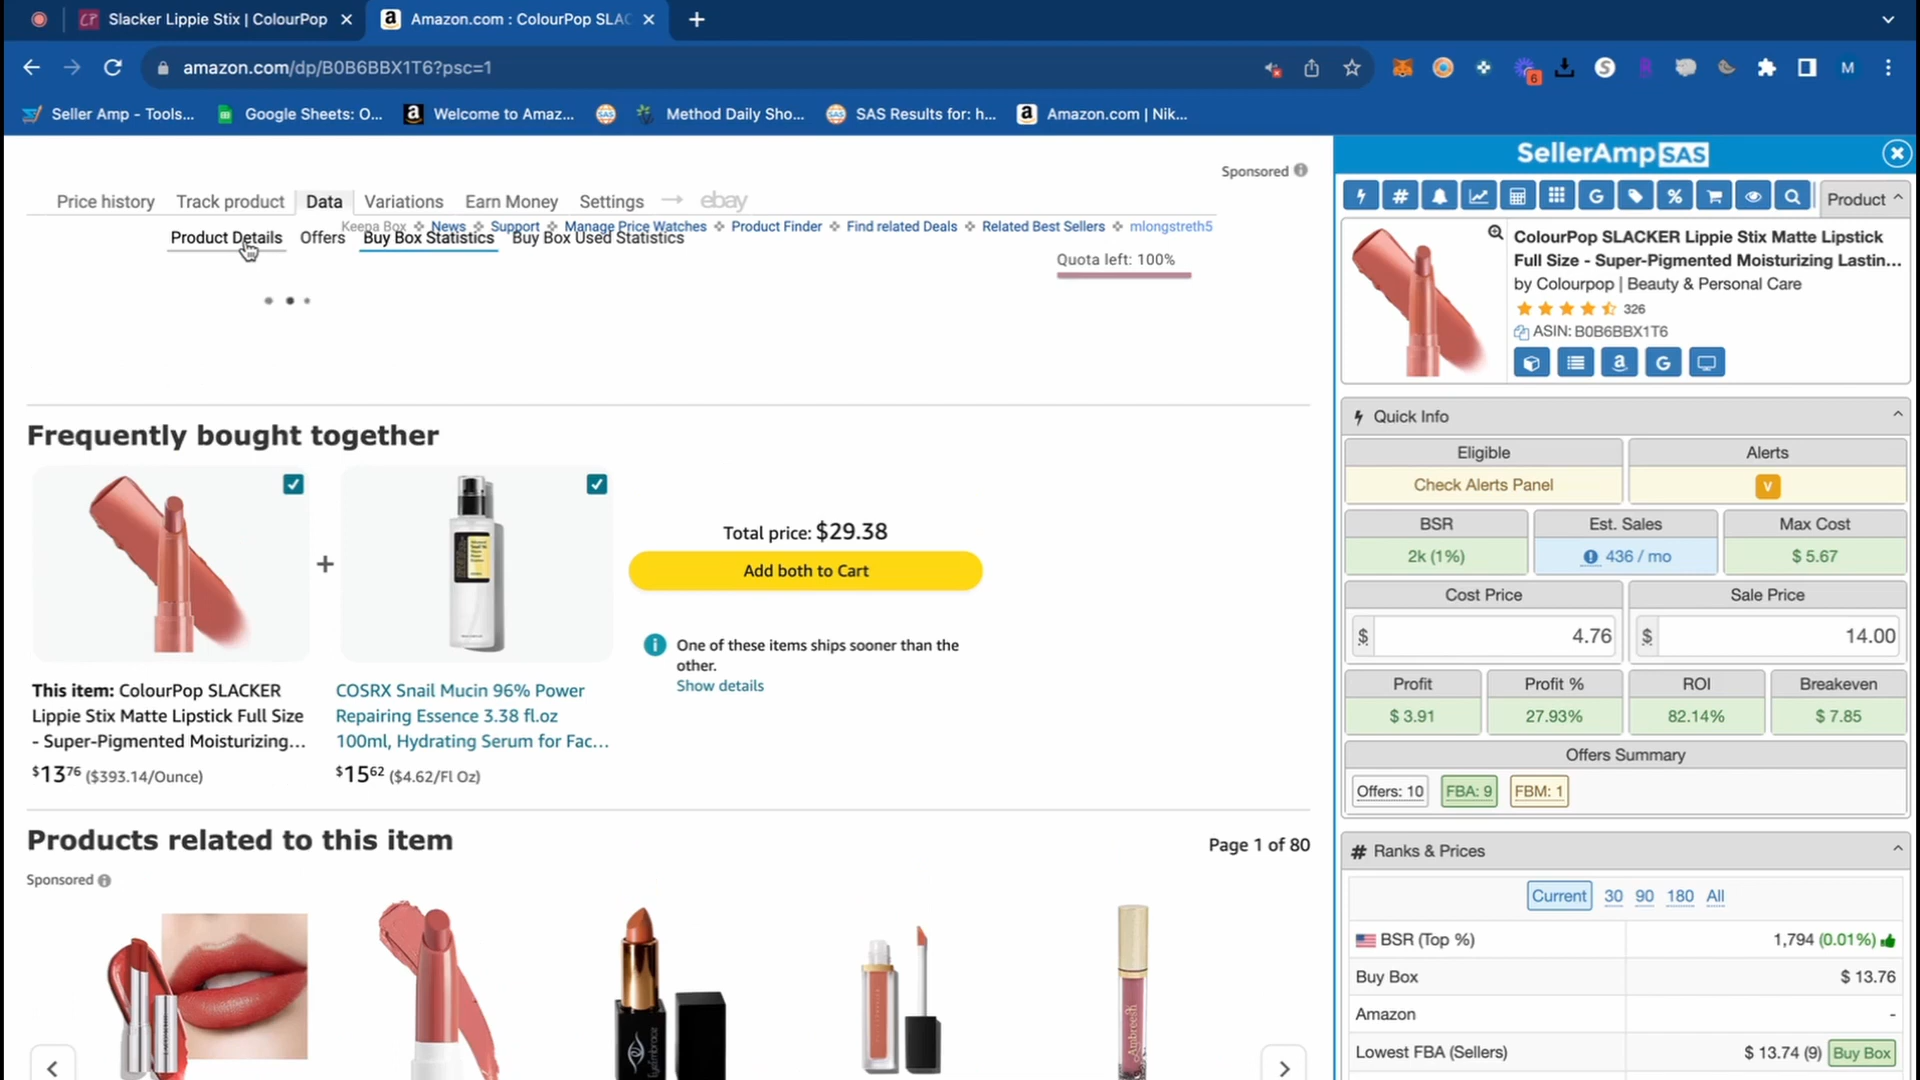 Slacker Lippie Stix | ColourPop
Amazon.com : ColourPop SLAC
amazon.com/dp/B0B6BBX1T6?psc=1
6
M
Seller Amp - Tools...
Google Sheets: O...
Welcome to Amaz...
Method Daily Sho...
SAS Results for: h...
Amazon.com | Nik...
Sponsored
Price history
Track product
Data
Variations
Earn Money
Settings
ebay
Keepa Box
News
Support
Manage Price Watches
Product Finder
Find related Deals
Related Best Sellers
mlongstreth5
Product Details
Offers
Buy Box Statistics
Buy Box Used Statistics
Quota left: 100%
Frequently bought together
Total price: $29.38
Add both to Cart
One of these items ships sooner than the
other.
Show details
This item: ColourPop SLACKER
Lippie Stix Matte Lipstick Full Size
- Super-Pigmented Moisturizing...
$13⁷⁶ ($393.14/Ounce)
COSRX Snail Mucin 96% Power
Repairing Essence 3.38 fl.oz
100ml, Hydrating Serum for Fac...
$15⁶² ($4.62/Fl Oz)
Products related to this item
Page 1 of 80
Sponsored
SellerAmp SAS
Product
ColourPop SLACKER Lippie Stix Matte Lipstick
Full Size - Super-Pigmented Moisturizing Lastin...
by Colourpop | Beauty & Personal Care
326
ASIN: B0B6BBX1T6
Quick Info
Eligible
Alerts
Check Alerts Panel
V
BSR
Est. Sales
Max Cost
2k (1%)
436 / mo
$ 5.67
Cost Price
Sale Price
$ 4.76
$ 14.00
Profit
Profit %
ROI
Breakeven
$ 3.91
27.93%
82.14%
$ 7.85
Offers Summary
Offers: 10
FBA: 9
FBM: 1
# Ranks & Prices
Current
30
90
180
All
BSR (Top %)
1,794 (0.01%)
Buy Box
$ 13.76
Amazon
-
Lowest FBA (Sellers)
$ 13.74 (9)
Buy Box